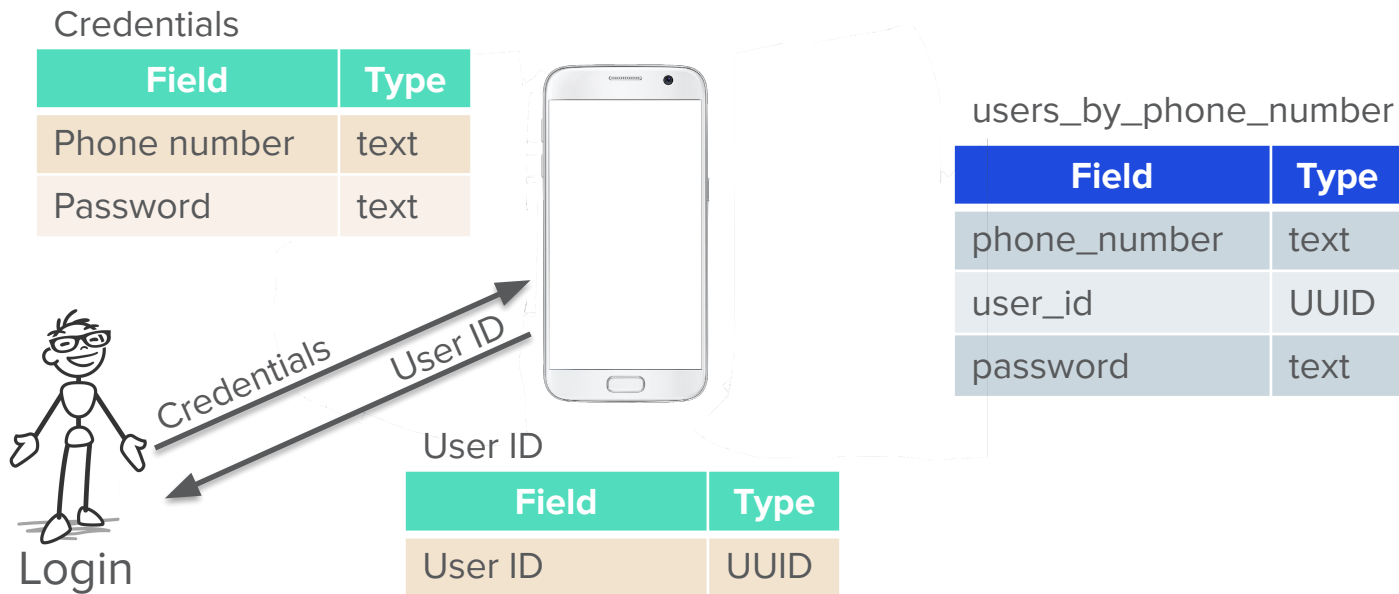 Credentials
Field Type
Phone number text
Password text
users_by_phone_number
Field Type
phone_number text
user_id UUID
password text
Credentials
User ID
Login
User ID
Field Type
User ID UUID